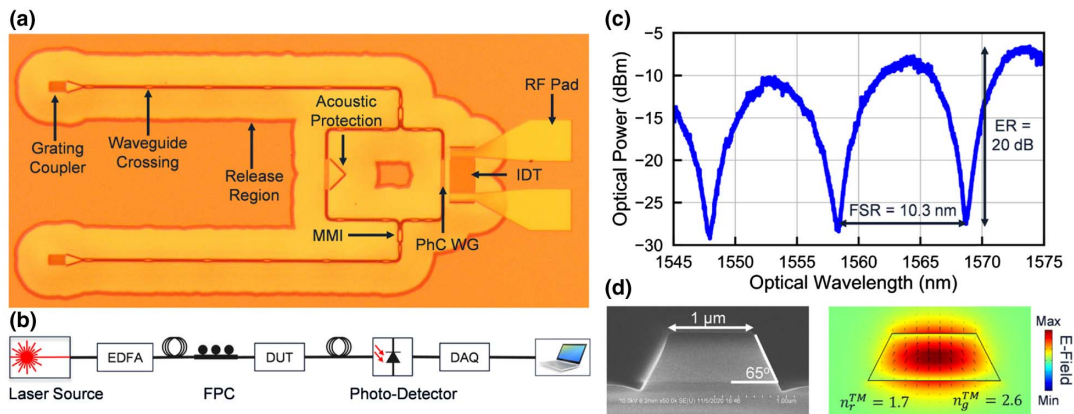 (a)
Grating
Coupler
Waveguide
Crossing
Release
Region
Acoustic
Protection
MMI
PhC WG
IDT
RF Pad
(b)
Laser Source
EDFA
FPC
DUT
Photo-Detector
DAQ
(c)
Optical Power (dBm)
−5
−10
−15
−20
−25
−30
ER =
20 dB
FSR = 10.3 nm
1545 1550 1555 1560 1565 1570 1575
Optical Wavelength (nm)
(d)
1 μm
65°
1.00um
Max
E-Field
Min
n_r^TM = 1.7
n_g^TM = 2.6